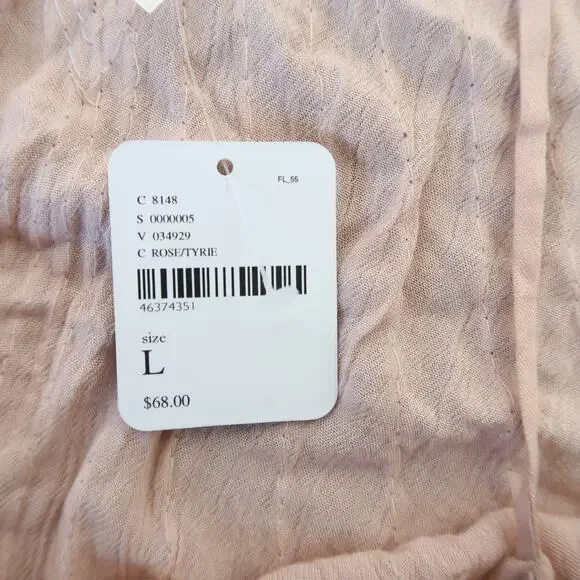 FL_55
C 8148
S 0000005
V 034929
C ROSE/TYRIE
46374351
size
L
$68.00